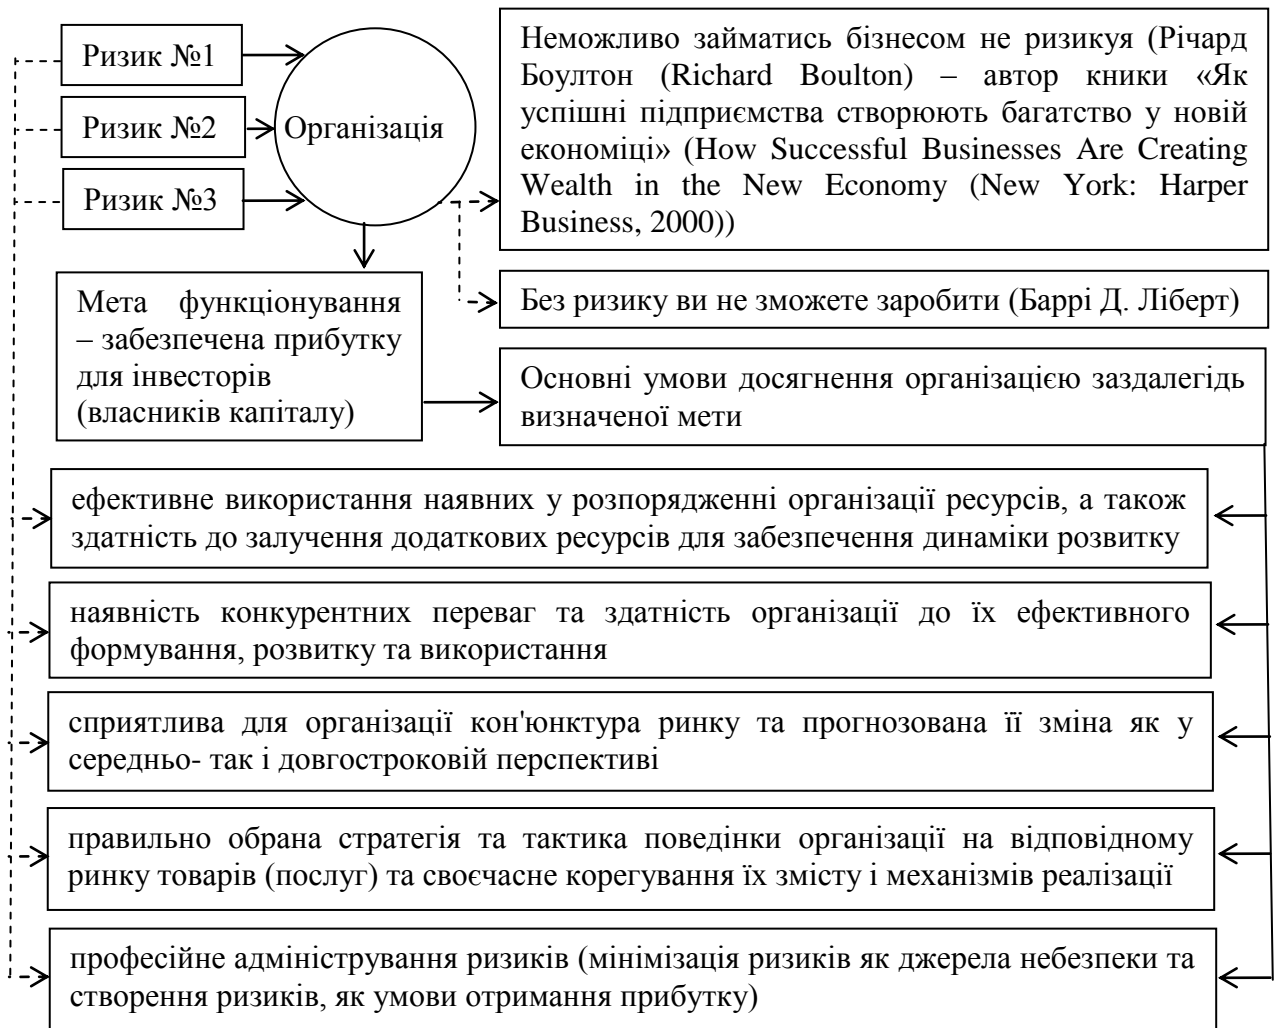 Ризик №1
Ризик №2
Ризик №3
Організація
Неможливо займатись бізнесом не ризикуя (Річард
Боултон (Richard Boulton) – автор кники «Як
успішні підприємства створюють багатство у новій
економіці» (How Successful Businesses Are Creating
Wealth in the New Economy (New York: Harper
Business, 2000))
Без ризику ви не зможете заробити (Баррі Д. Ліберт)
Мета функціонування
– забезпечена прибутку
для інвесторів
(власників капіталу)
Основні умови досягнення організацією заздалегідь
визначеної мети
ефективне використання наявних у розпорядженні організації ресурсів, а також
здатність до залучення додаткових ресурсів для забезпечення динаміки розвитку
наявність конкурентних переваг та здатність організації до їх ефективного
формування, розвитку та використання
сприятлива для організації кон'юнктура ринку та прогнозована її зміна як у
середньо- так і довгостроковій перспективі
правильно обрана стратегія та тактика поведінки організації на відповідному
ринку товарів (послуг) та своєчасне корегування їх змісту і механізмів реалізації
професійне адміністрування ризиків (мінімізація ризиків як джерела небезпеки та
створення ризиків, як умови отримання прибутку)